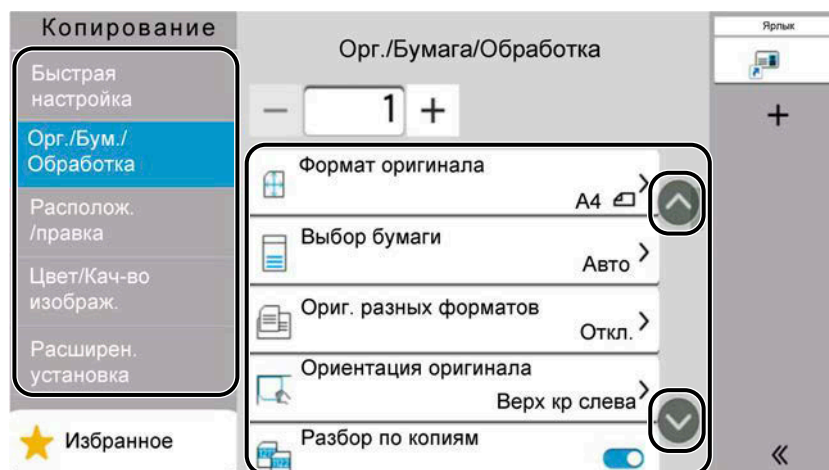 Копирование
Быстрая
настройка
Орг./Бум./
Обработка
Располож.
/правка
Цвет/Кач-во
изображ.
Расширен.
установка
Избранное
Орг./Бумага/Обработка
1
Формат оригинала
A4
Выбор бумаги
Авто
Ориг. разных форматов
Откл.
Ориентация оригинала
Верх кр слева
Разбор по копиям
Ярлык